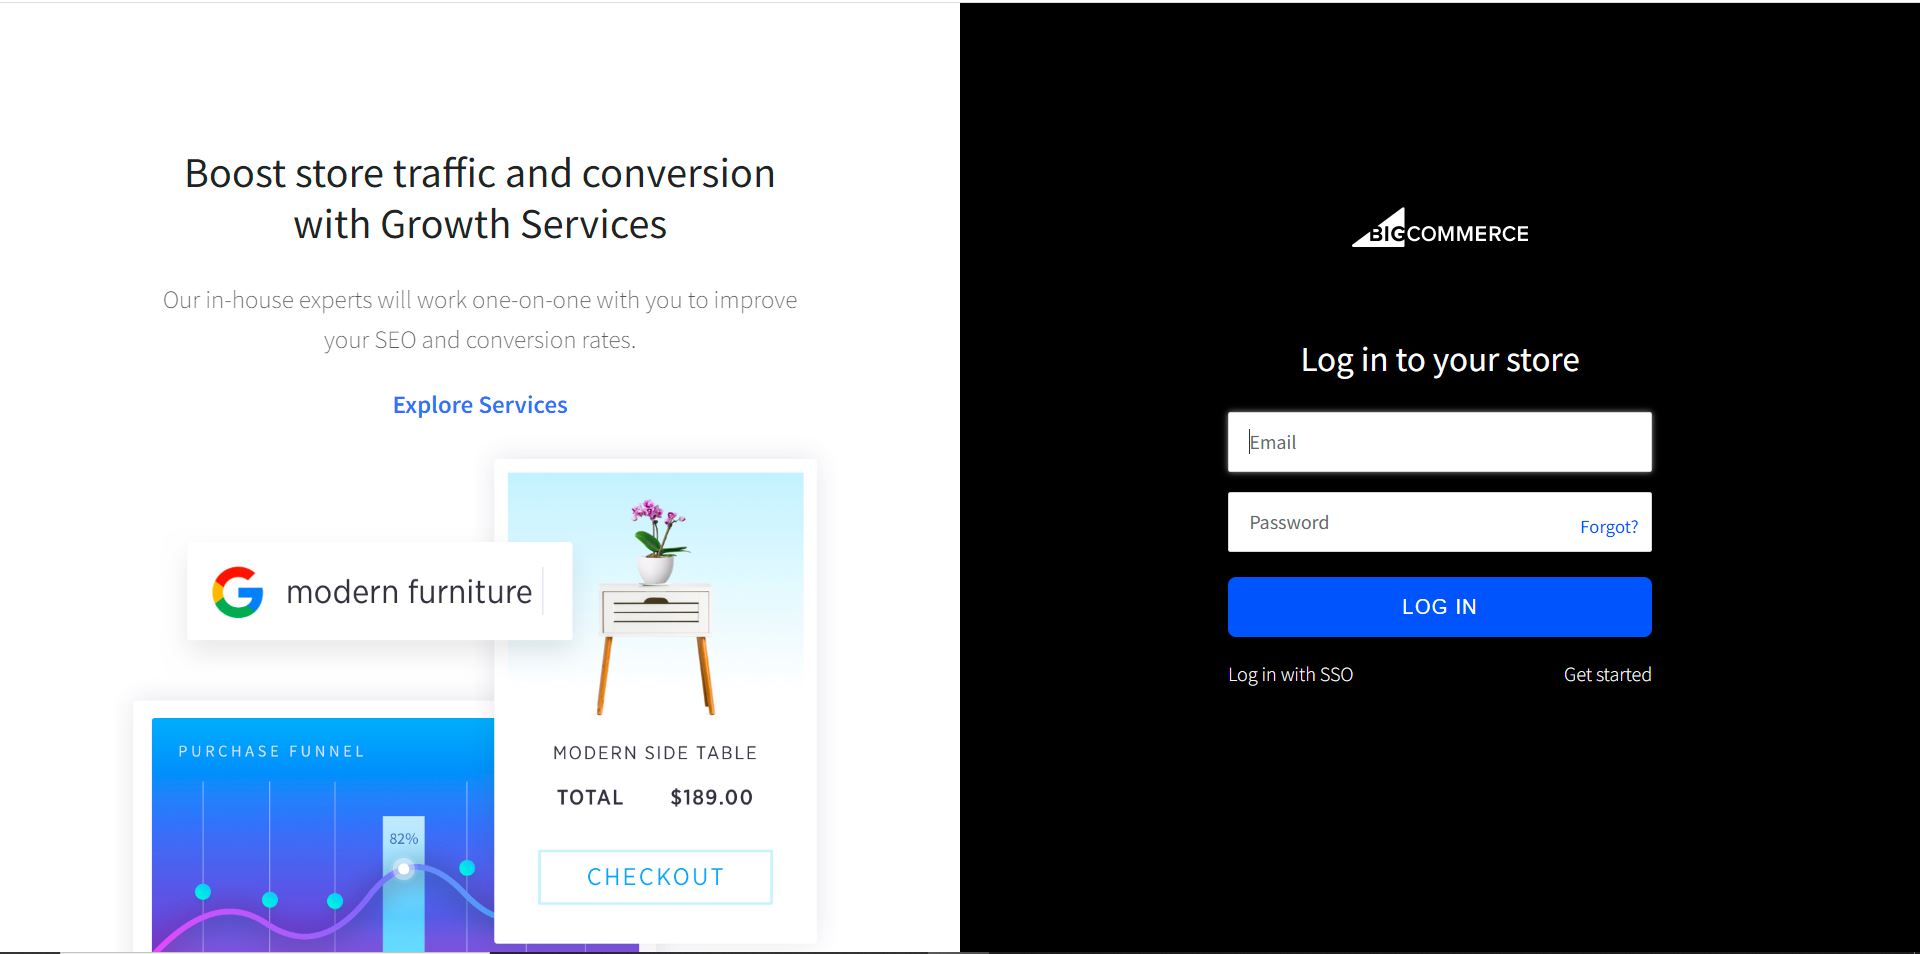 Boost store traffic and conversion
with Growth Services
Our in-house experts will work one-on-one with you to improve
your SEO and conversion rates.
Explore Services
modern furniture
MODERN SIDE TABLE
TOTAL $189.00
CHECKOUT
PURCHASE FUNNEL
82%
BIGCOMMERCE
Log in to your store
Email
Password
Forgot?
LOG IN
Log in with SSO
Get started